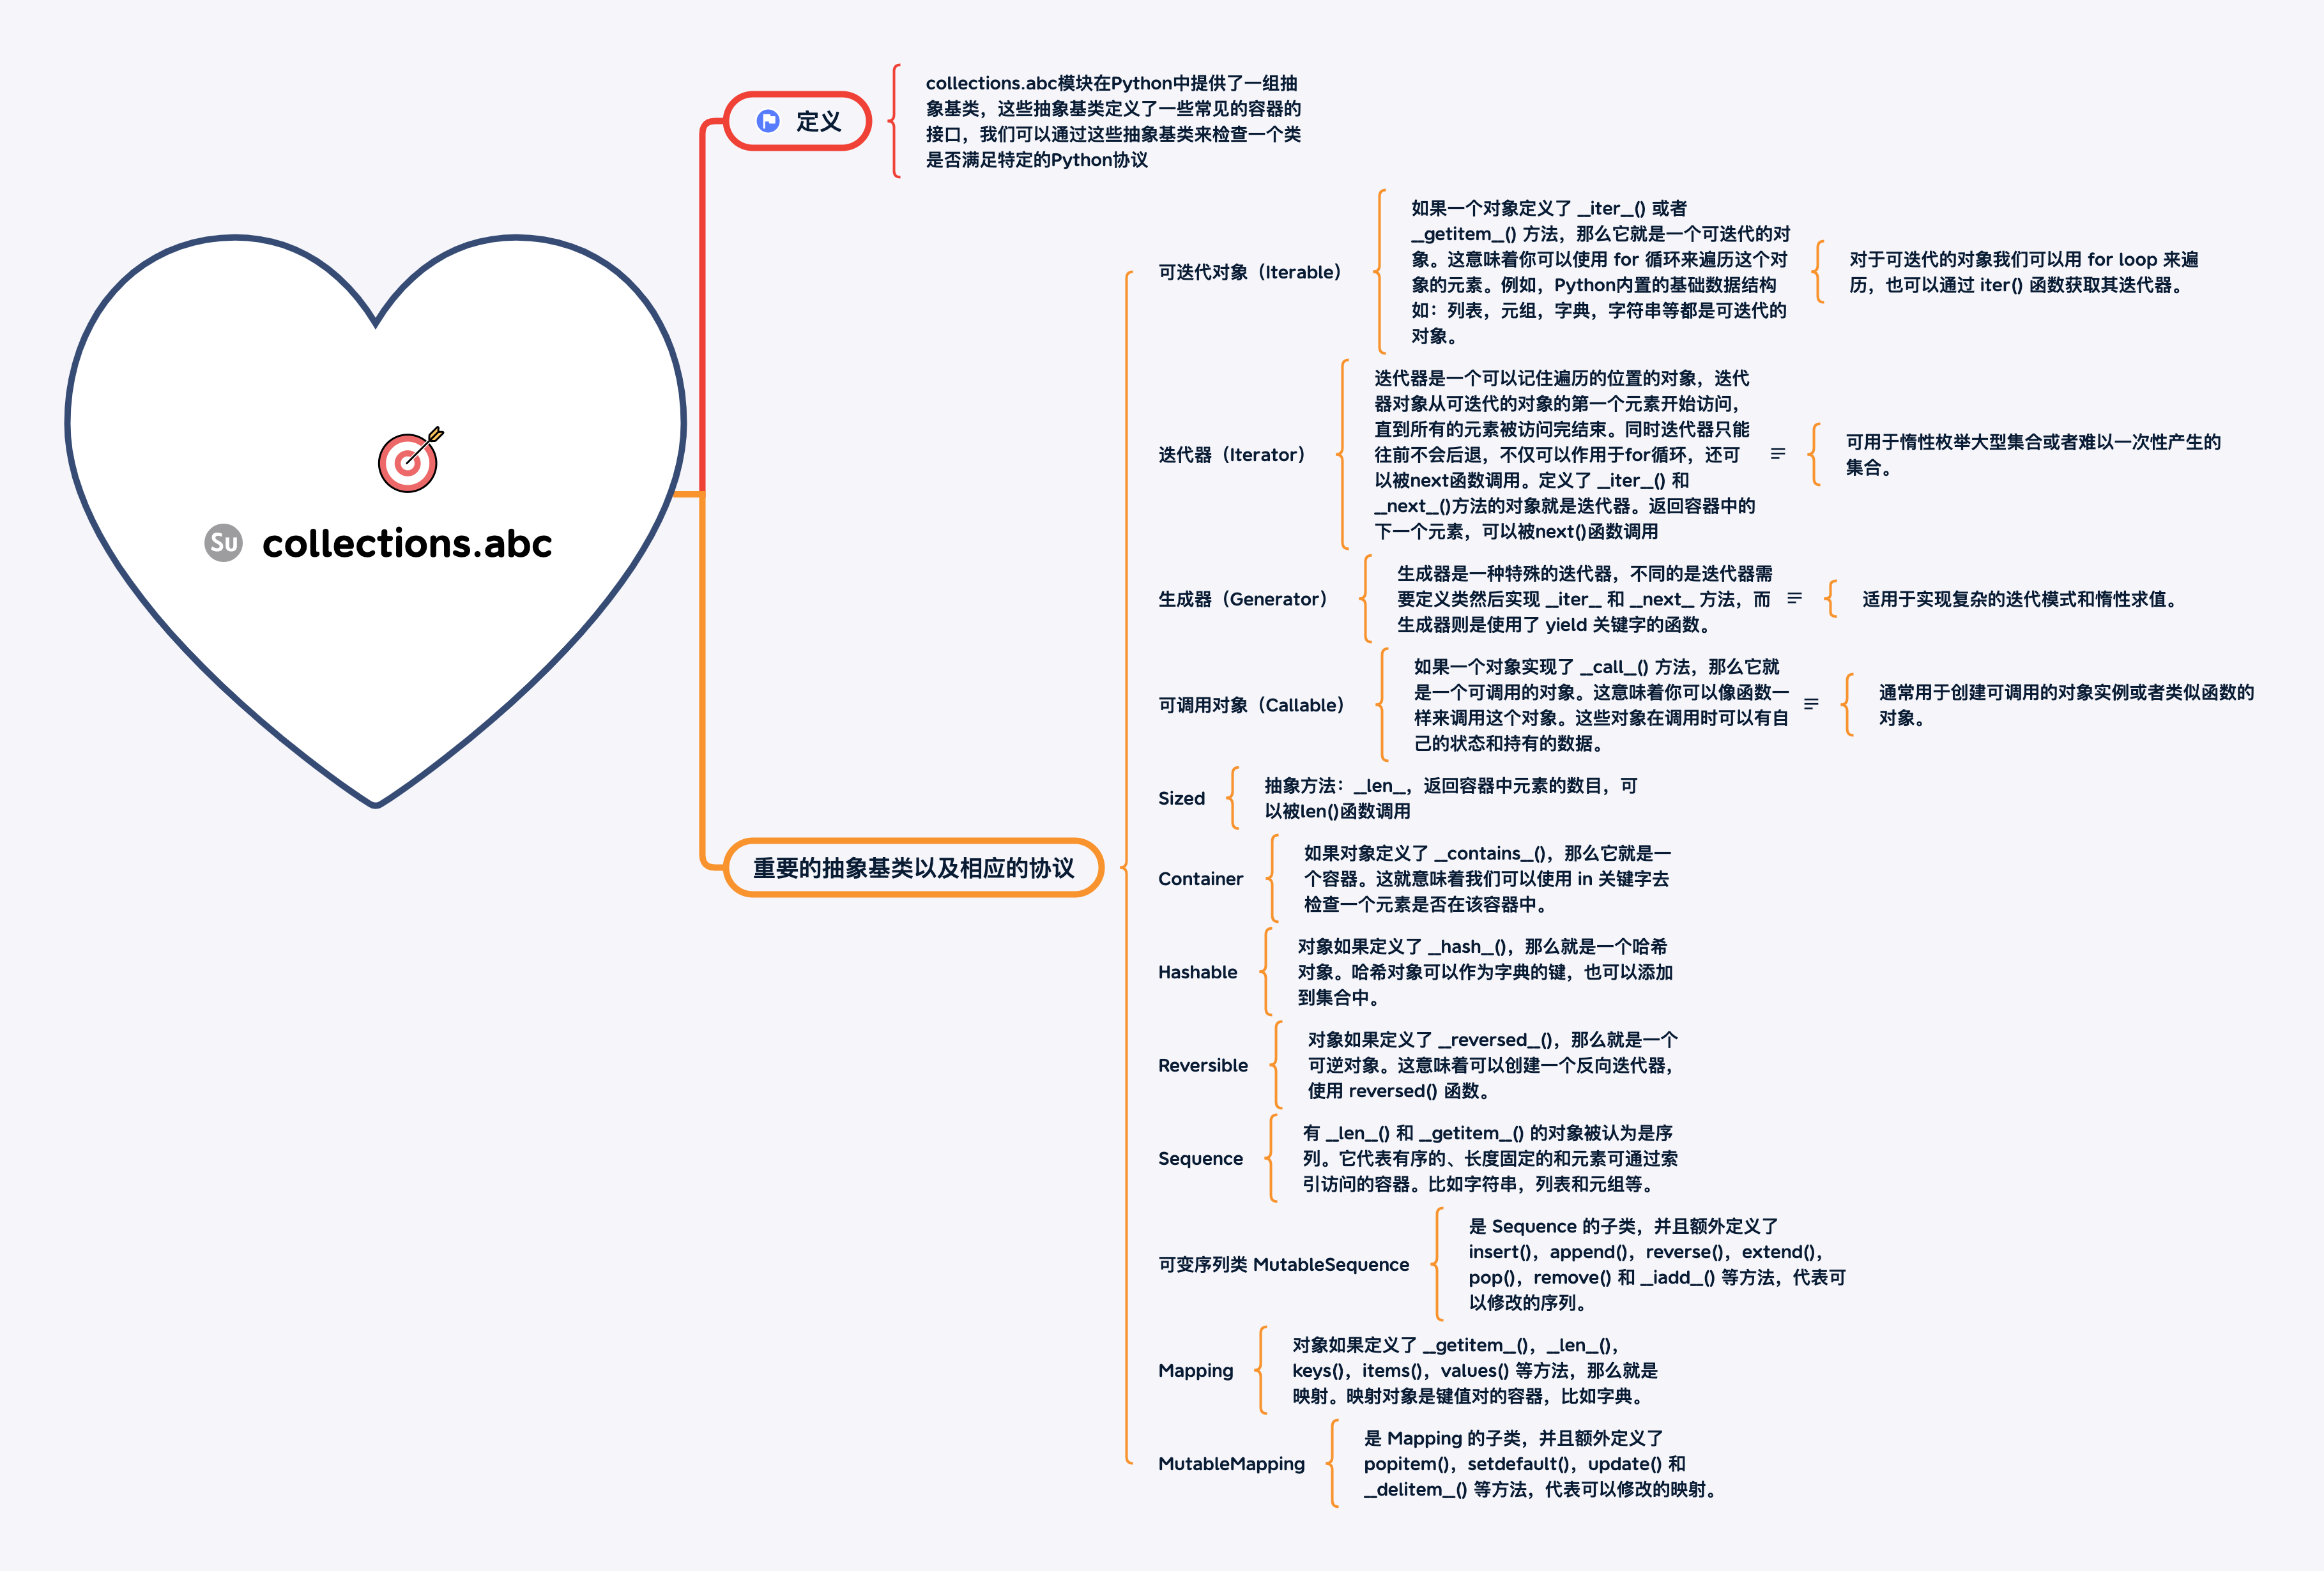 Su collections.abc
定义
collections.abc模块在Python中提供了一组抽
象基类，这些抽象基类定义了一些常见的容器的
接口，我们可以通过这些抽象基类来检查一个类
是否满足特定的Python协议
重要的抽象基类以及相应的协议
可迭代对象（Iterable）
如果一个对象定义了 __iter__() 或者
__getitem__() 方法，那么它就是一个可迭代的对
象。这意味着你可以使用 for 循环来遍历这个对
象的元素。例如，Python内置的基础数据结构
如：列表，元组，字典，字符串等都是可迭代的
对象。
对于可迭代的对象我们可以用 for loop 来遍
历，也可以通过 iter() 函数获取其迭代器。
迭代器（Iterator）
迭代器是一个可以记住遍历的位置的对象，迭代
器对象从可迭代的对象的第一个元素开始访问，
直到所有的元素被访问完结束。同时迭代器只能
往前不会后退，不仅可以作用于for循环，还可
以被next函数调用。定义了 __iter__() 和
__next__()方法的对象就是迭代器。返回容器中的
下一个元素，可以被next()函数调用
可用于惰性枚举大型集合或者难以一次性产生的
集合。
生成器（Generator）
生成器是一种特殊的迭代器，不同的是迭代器需
要定义类然后实现 __iter__ 和 __next__ 方法，而
生成器则是使用了 yield 关键字的函数。
适用于实现复杂的迭代模式和惰性求值。
可调用对象（Callable）
如果一个对象实现了 __call__() 方法，那么它就
是一个可调用的对象。这意味着你可以像函数一
样来调用这个对象。这些对象在调用时可以有自
己的状态和持有的数据。
通常用于创建可调用的对象实例或者类似函数的
对象。
Sized
抽象方法：__len__，返回容器中元素的数目，可
以被len()函数调用
Container
如果对象定义了 __contains__()，那么它就是一
个容器。这就意味着我们可以使用 in 关键字去
检查一个元素是否在该容器中。
Hashable
对象如果定义了 __hash__()，那么就是一个哈希
对象。哈希对象可以作为字典的键，也可以添加
到集合中。
Reversible
对象如果定义了 __reversed__()，那么就是一个
可逆对象。这意味着可以创建一个反向迭代器，
使用 reversed() 函数。
Sequence
有 __len__() 和 __getitem__() 的对象被认为是序
列。它代表有序的、长度固定的和元素可通过索
引访问的容器。比如字符串，列表和元组等。
可变序列类 MutableSequence
是 Sequence 的子类，并且额外定义了
insert()，append()，reverse()，extend()，
pop()，remove() 和 __iadd__() 等方法，代表可
以修改的序列。
Mapping
对象如果定义了 __getitem__()，__len__()，
keys()，items()，values() 等方法，那么就是
映射。映射对象是键值对的容器，比如字典。
MutableMapping
是 Mapping 的子类，并且额外定义了
popitem()，setdefault()，update() 和
__delitem__() 等方法，代表可以修改的映射。